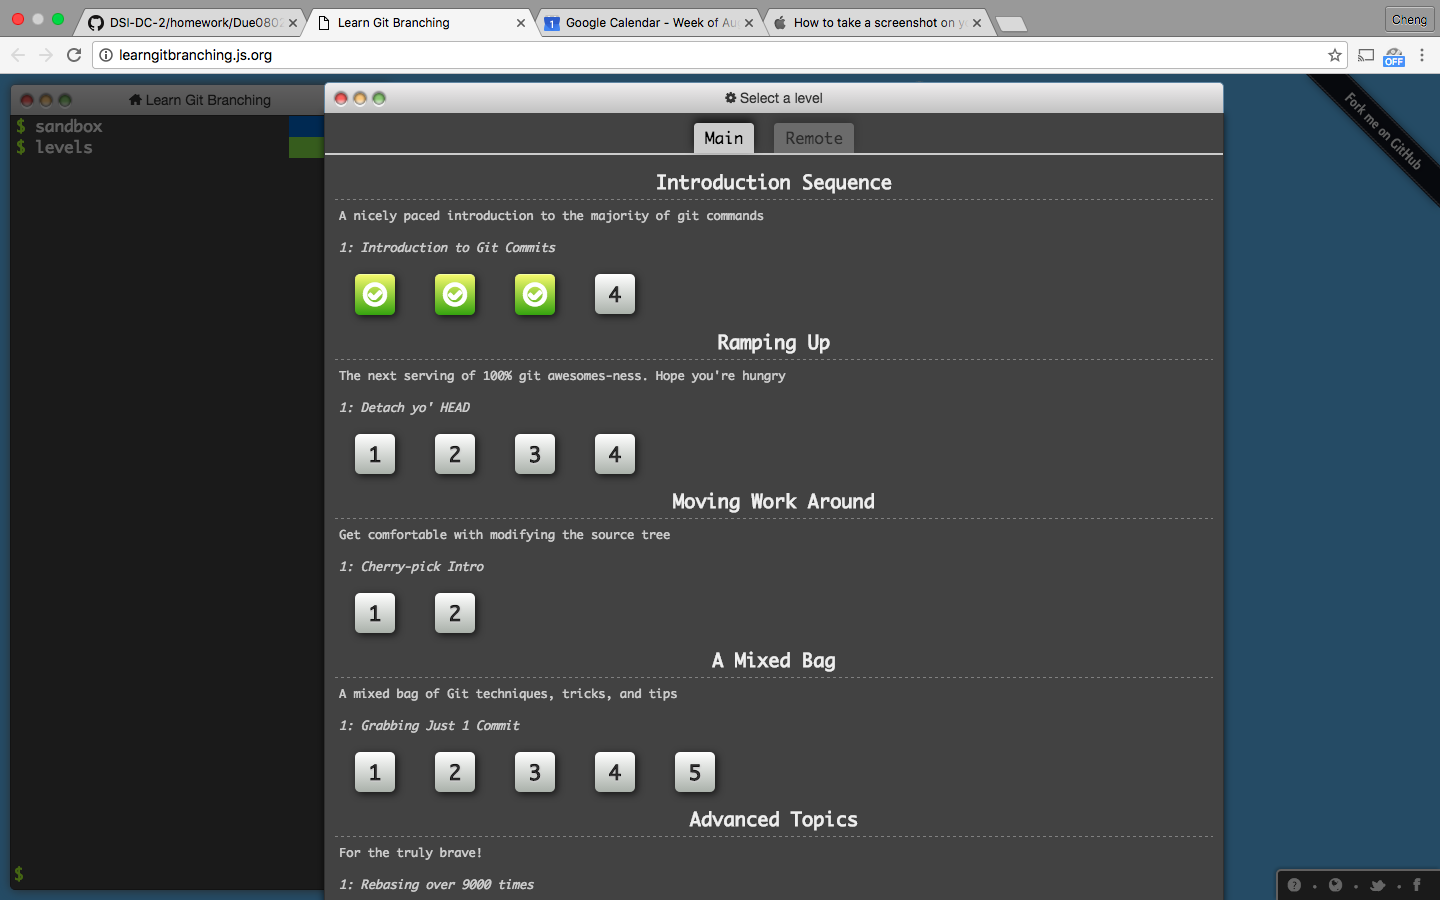 DSI-DC-2/homework/Due0802
Learn Git Branching
Google Calendar - Week of Au
How to take a screenshot on y
Cheng
learngitbranching.js.org
OFF
Learn Git Branching
$ sandbox
$ levels
$
Select a level
Main
Remote
Introduction Sequence
A nicely paced introduction to the majority of git commands
1: Introduction to Git Commits
4
Ramping Up
The next serving of 100% git awesomes-ness. Hope you're hungry
1: Detach yo' HEAD
1 2 3 4
Moving Work Around
Get comfortable with modifying the source tree
1: Cherry-pick Intro
1 2
A Mixed Bag
A mixed bag of Git techniques, tricks, and tips
1: Grabbing Just 1 Commit
1 2 3 4 5
Advanced Topics
For the truly brave!
1: Rebasing over 9000 times
Fork me on GitHub